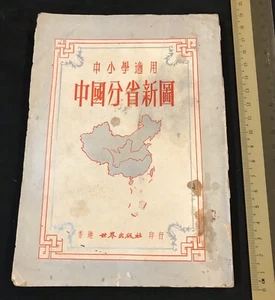 中小學適用
中國分省新圖
香港 世界出版社 印行